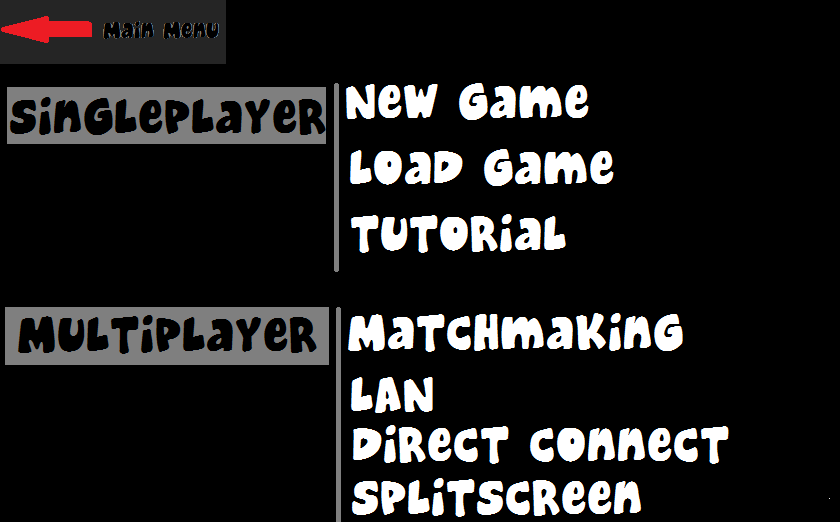 Main Menu
SINGLEPLAYER
New Game
Load Game
Tutorial
Multiplayer
Matchmaking
LAN
Direct Connect
Splitscreen